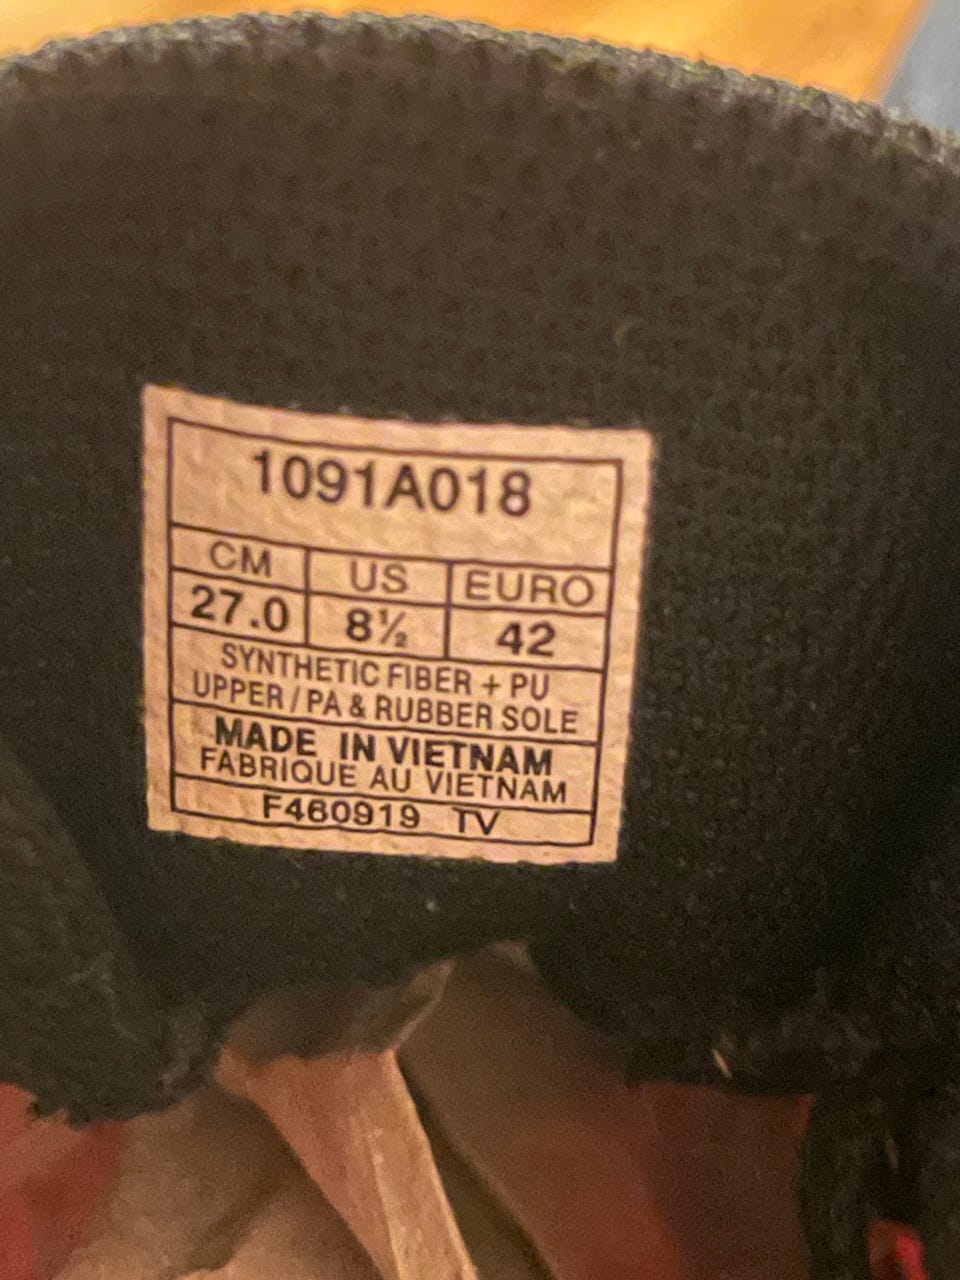 1091A018
CM US EURO
27.0 8½ 42
SYNTHETIC FIBER + PU
UPPER / PA & RUBBER SOLE
MADE IN VIETNAM
FABRIQUE AU VIETNAM
F460919 TV